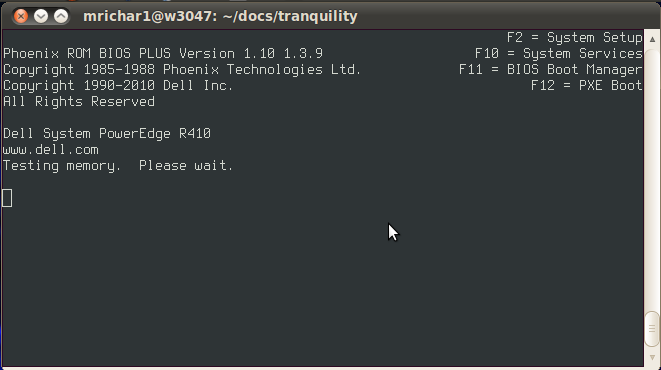 mrichar1@w3047: ~/docs/tranquility
F2 = System Setup
Phoenix ROM BIOS PLUS Version 1.10 1.3.9 F10 = System Services
Copyright 1985-1988 Phoenix Technologies Ltd. F11 = BIOS Boot Manager
Copyright 1990-2010 Dell Inc. F12 = PXE Boot
All Rights Reserved
Dell System PowerEdge R410
www.dell.com
Testing memory. Please wait.